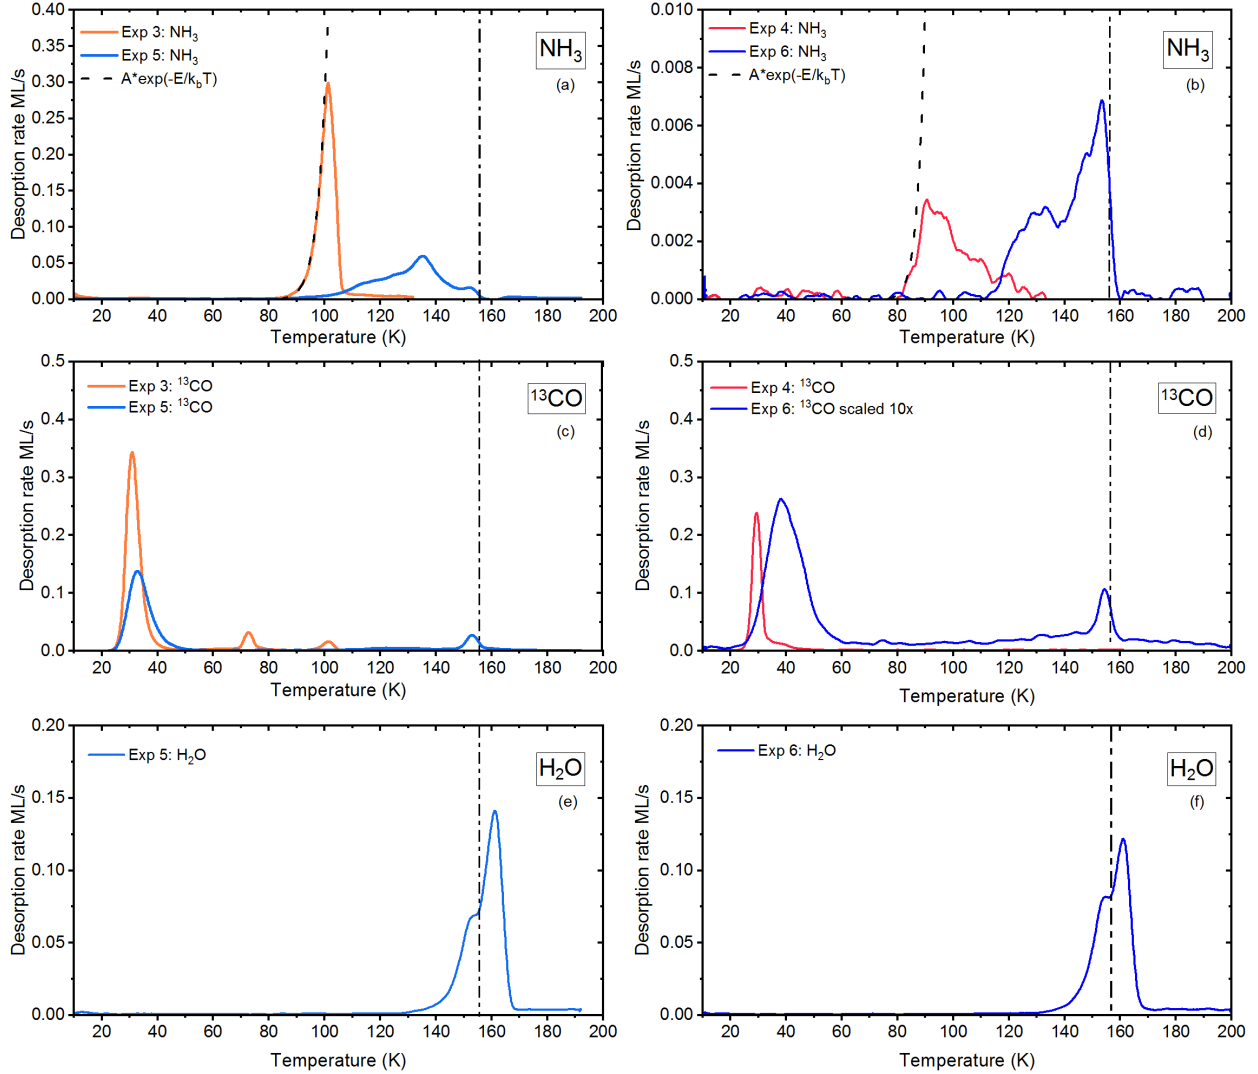 0.40
0.35
0.30
0.25
0.20
0.15
0.10
0.05
0.00
Desorption rate ML/s
Exp 3: NH₃
Exp 5: NH₃
A*exp(-E/k_bT)
NH₃
(a)
20 40 60 80 100 120 140 160 180 200
Temperature (K)
0.010
0.008
0.006
0.004
0.002
0.000
Desorption rate ML/s
Exp 4: NH₃
Exp 6: NH₃
A*exp(-E/k_bT)
NH₃
(b)
20 40 60 80 100 120 140 160 180 200
Temperature (K)
0.5
0.4
0.3
0.2
0.1
0.0
Desorption rate ML/s
Exp 3: ¹³CO
Exp 5: ¹³CO
¹³CO
(c)
20 40 60 80 100 120 140 160 180 200
Temperature (K)
0.5
0.4
0.3
0.2
0.1
0.0
Desorption rate ML/s
Exp 4: ¹³CO
Exp 6: ¹³CO scaled 10x
¹³CO
(d)
20 40 60 80 100 120 140 160 180 200
Temperature (K)
0.20
0.15
0.10
0.05
0.00
Desorption rate ML/s
Exp 5: H₂O
H₂O
(e)
20 40 60 80 100 120 140 160 180 200
Temperature (K)
0.20
0.15
0.10
0.05
0.00
Desorption rate ML/s
Exp 6: H₂O
H₂O
(f)
20 40 60 80 100 120 140 160 180 200
Temperature (K)